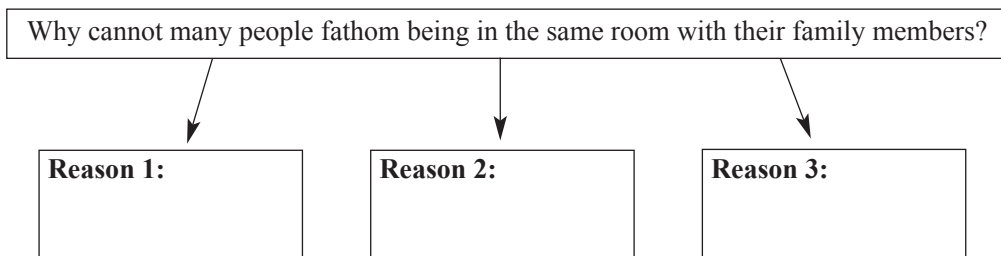 Why cannot many people fathom being in the same room with their family members?
Reason 1:
Reason 2:
Reason 3: